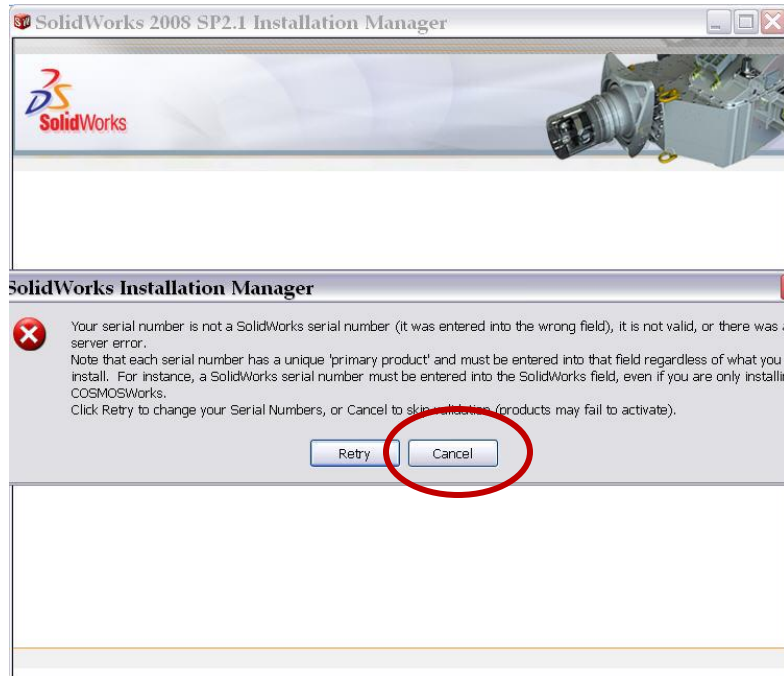 SolidWorks 2008 SP2.1 Installation Manager
SolidWorks
SolidWorks Installation Manager
Your serial number is not a SolidWorks serial number (it was entered into the wrong field), it is not valid, or there was
server error.
Note that each serial number has a unique 'primary product' and must be entered into that field regardless of what you
install. For instance, a SolidWorks serial number must be entered into the SolidWorks field, even if you are only
COSMOSWorks.
Click Retry to change your Serial Numbers, or Cancel to skip validation (products may fail to activate).
Retry Cancel